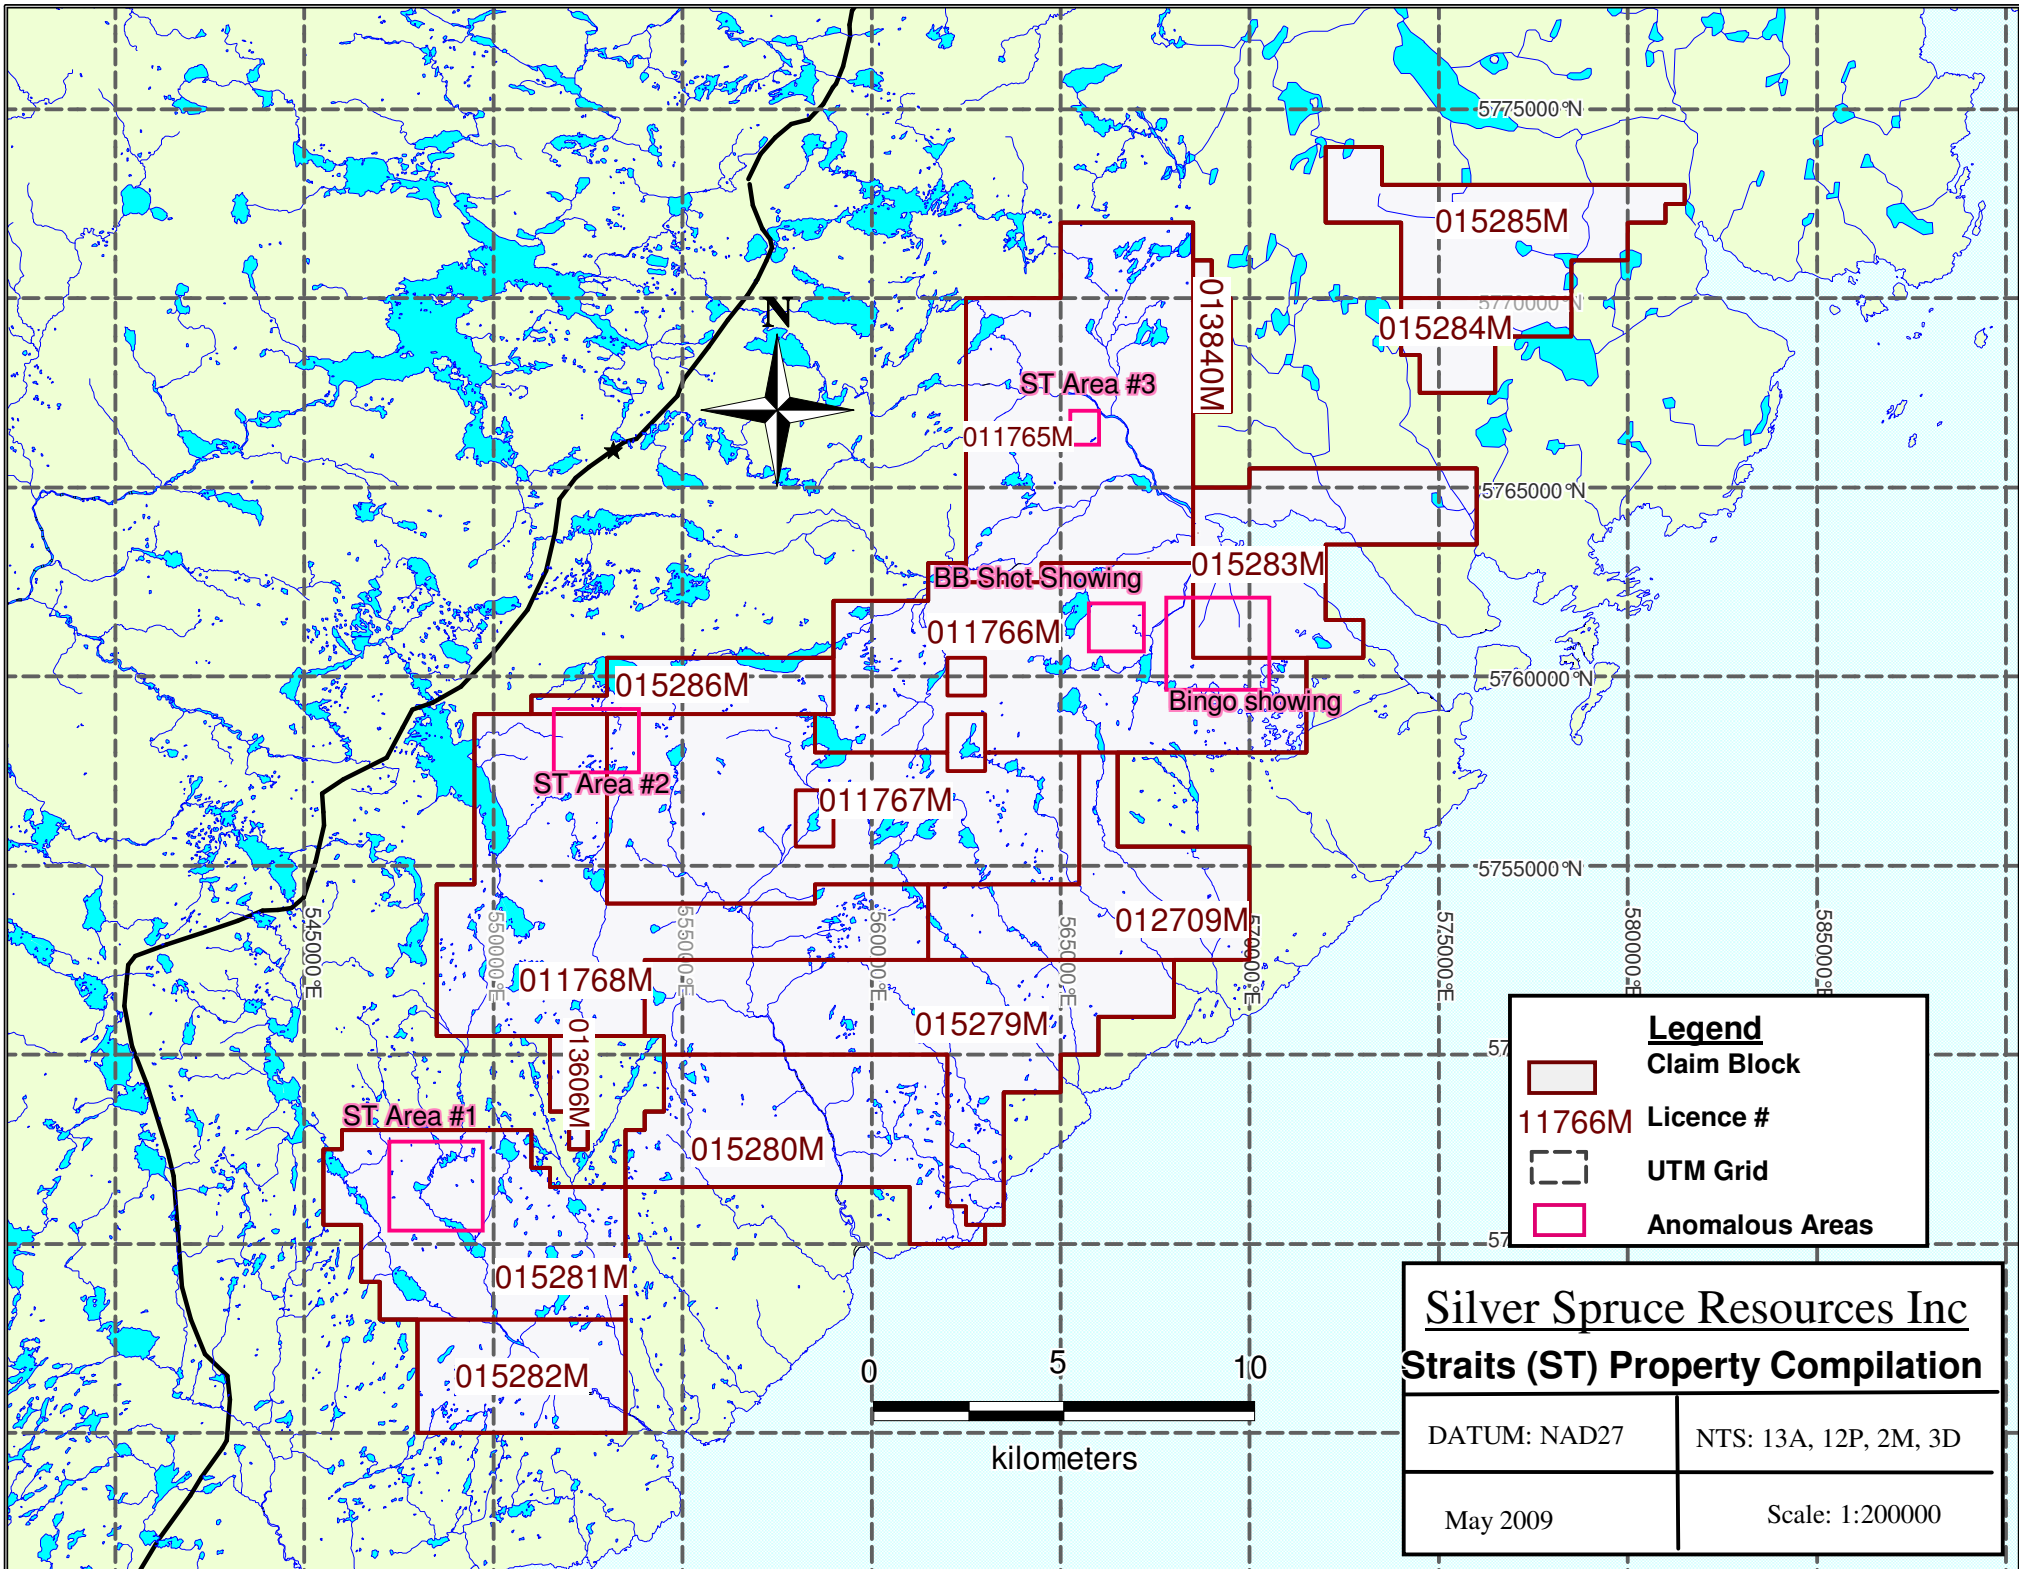 5775000°N
015285M
013840M
5770000°N
N
015284M
ST Area #3
011765M
5765000°N
015283M
BB Shot Showing
011766M
5760000°N
015286M
Bingo showing
ST Area #2
011767M
5755000°N
012709M
545000°E
550000°E
555000°E
560000°E
565000°E
570000°E
575000°E
580000°E
585000°E
011768M
015279M
013606M
57
ST Area #1
015280M
57
015281M
015282M
Legend
Claim Block
11766M Licence #
UTM Grid
Anomalous Areas
0 5 10
kilometers
Silver Spruce Resources Inc
Straits (ST) Property Compilation
DATUM: NAD27
NTS: 13A, 12P, 2M, 3D
May 2009
Scale: 1:200000